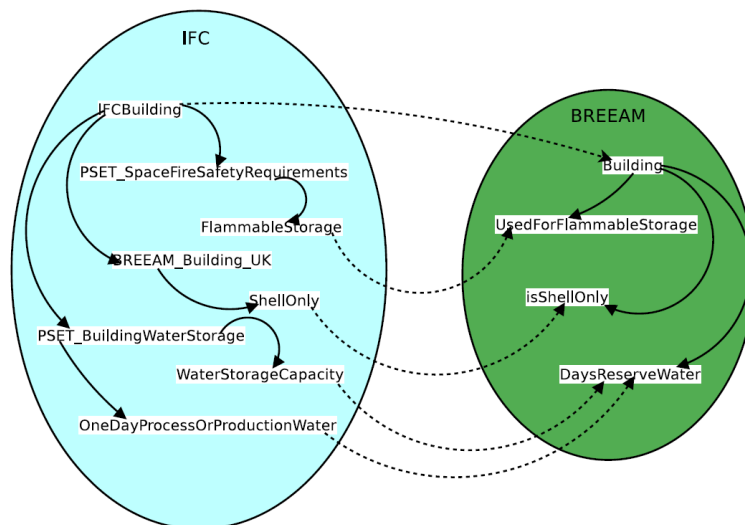 IFC
IFCBuilding
PSET_SpaceFireSafetyRequirements
FlammableStorage
BREEAM_Building_UK
ShellOnly
PSET_BuildingWaterStorage
WaterStorageCapacity
OneDayProcessOrProductionWater
BREEAM
Building
UsedForFlammableStorage
isShellOnly
DaysReserveWater